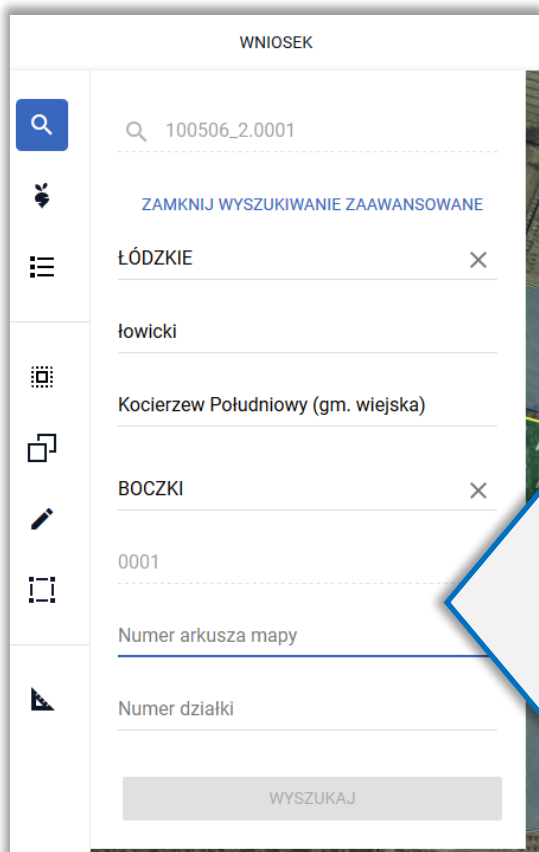 WNIOSEK
100506_2.0001
ZAMKNIJ WYSZUKIWANIE ZAAWANSOWANE
ŁÓDZKIE
łowicki
Kocierzew Południowy (gm. wiejska)
BOCZKI
0001
Numer arkusza mapy
Numer działki
WYSZUKAJ